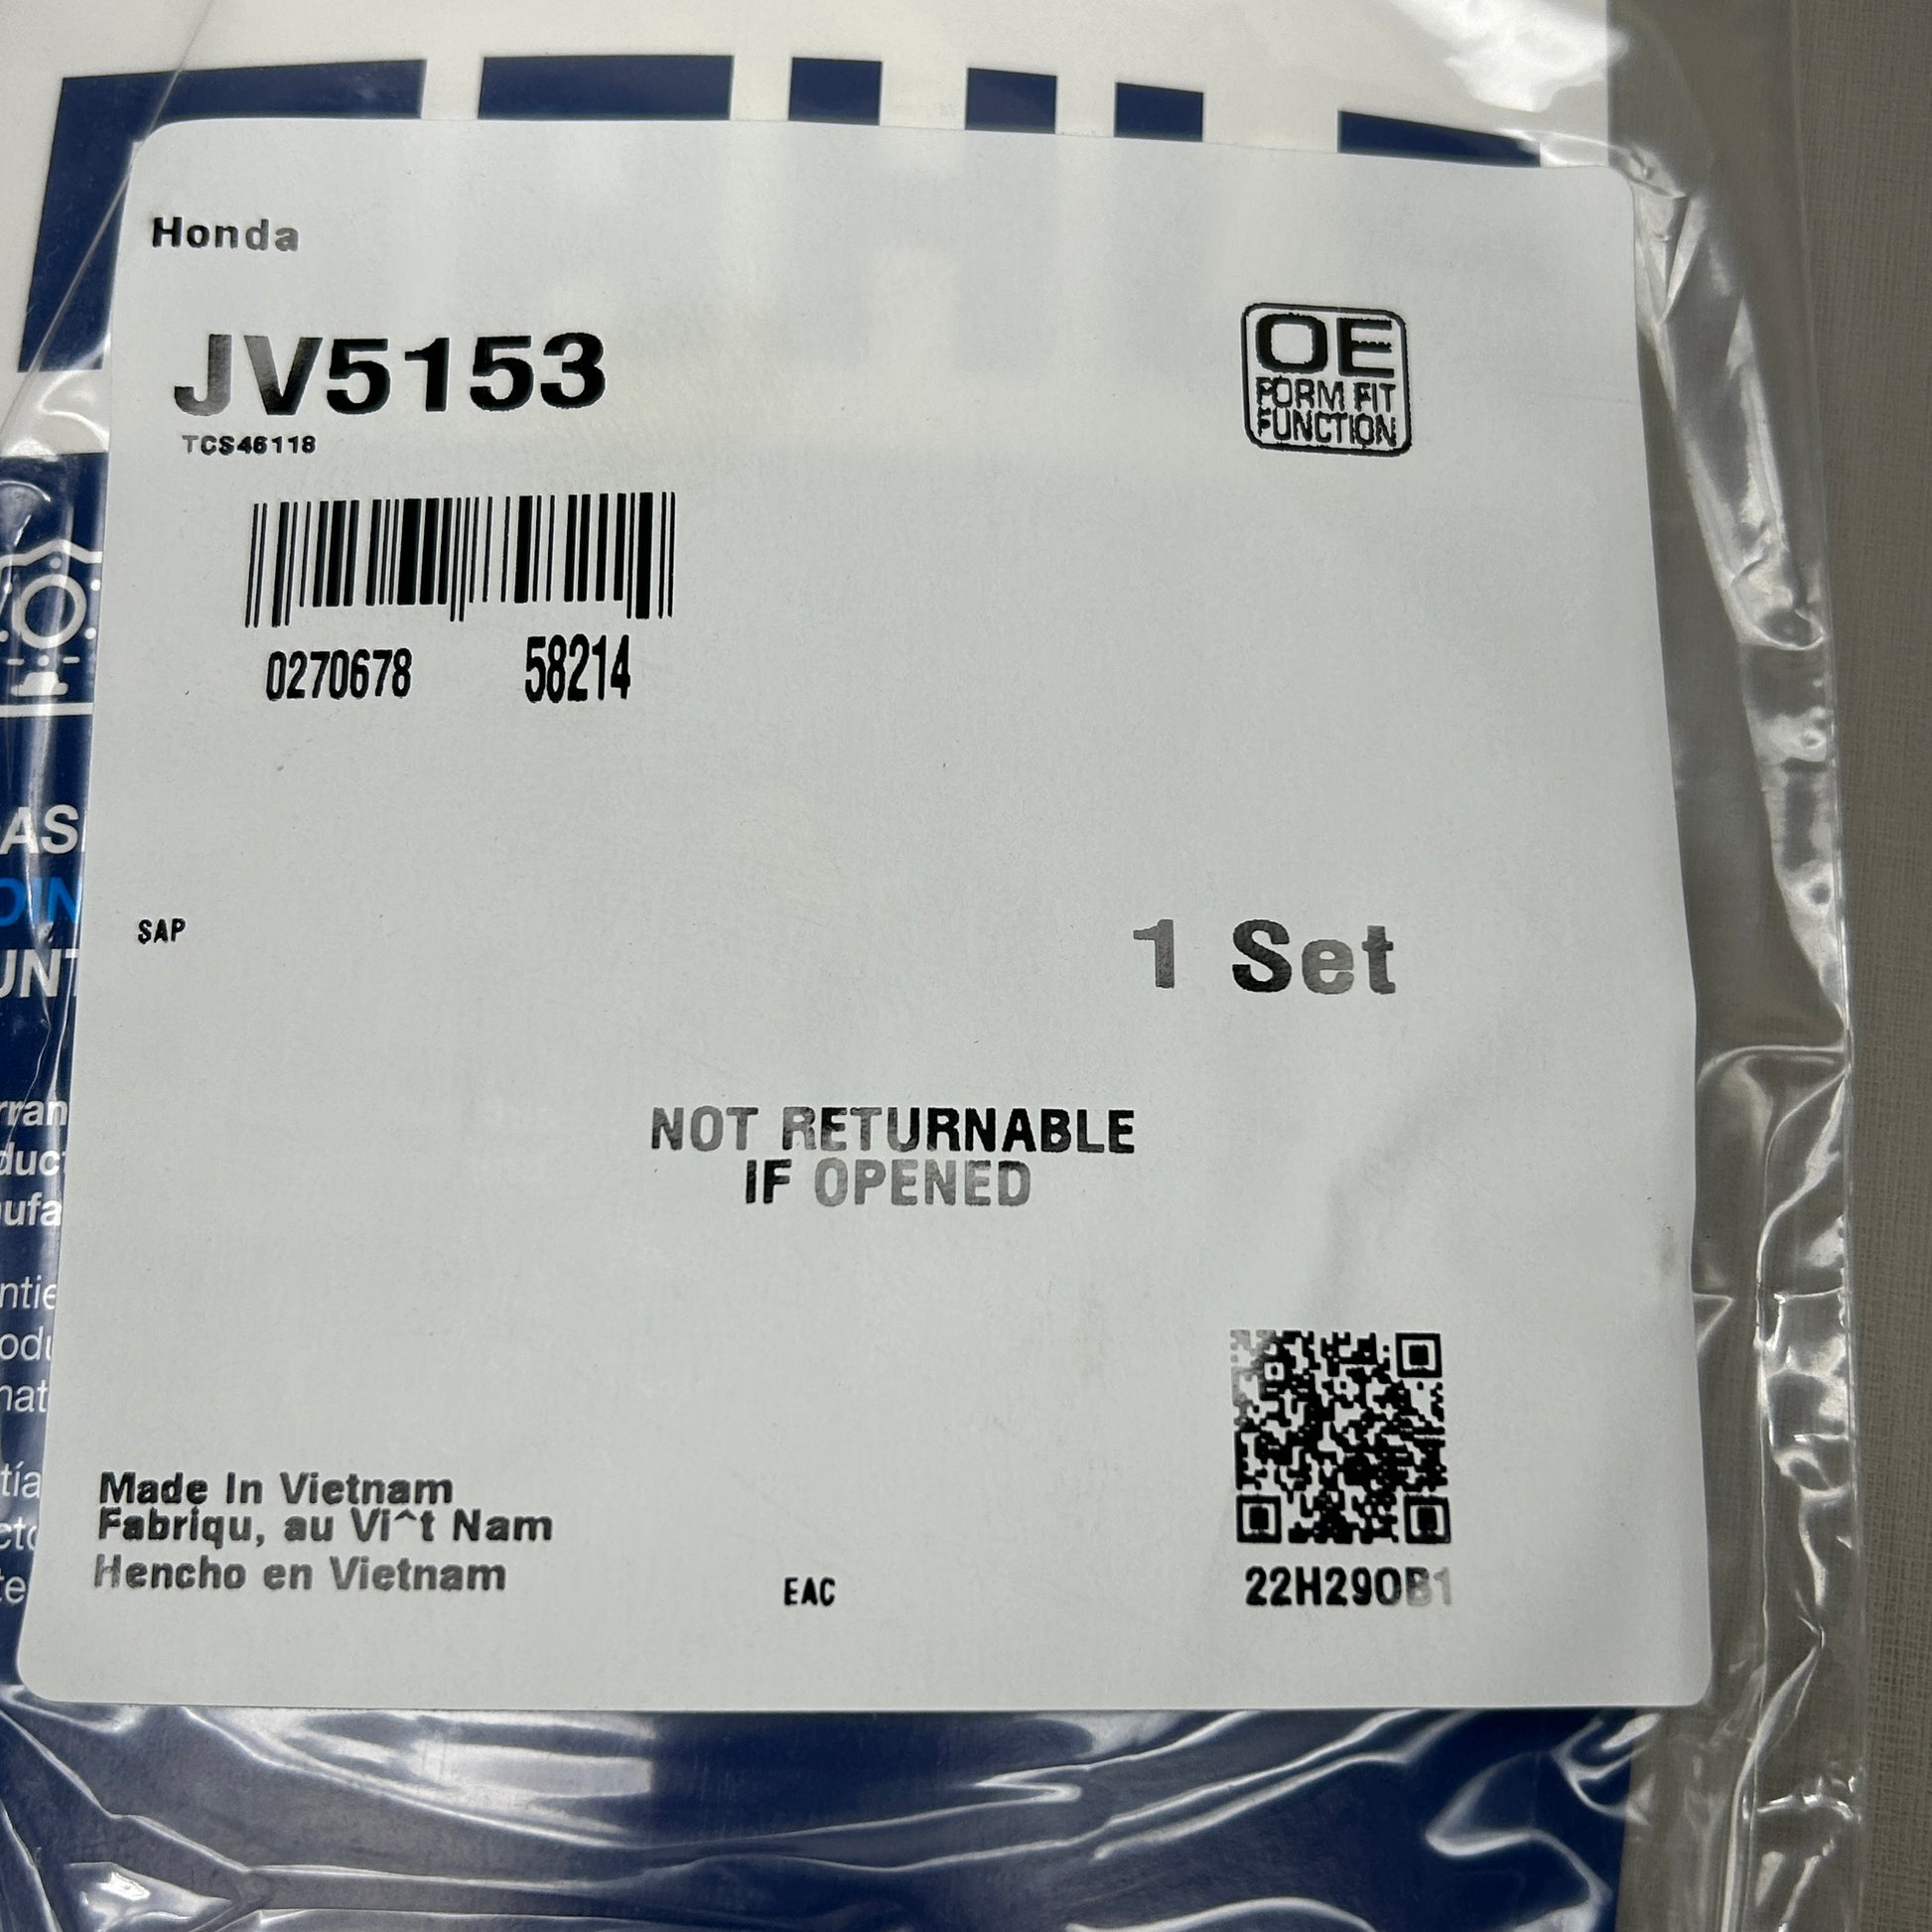 Honda
JV5153
TCS46118
OE
FORM FIT
FUNCTION
0270678 58214
SAP
1 Set
NOT RETURNABLE
IF OPENED
Made In Vietnam
Fabriqu, au Vi^t Nam
Hencho en Vietnam
EAC
22H290B1